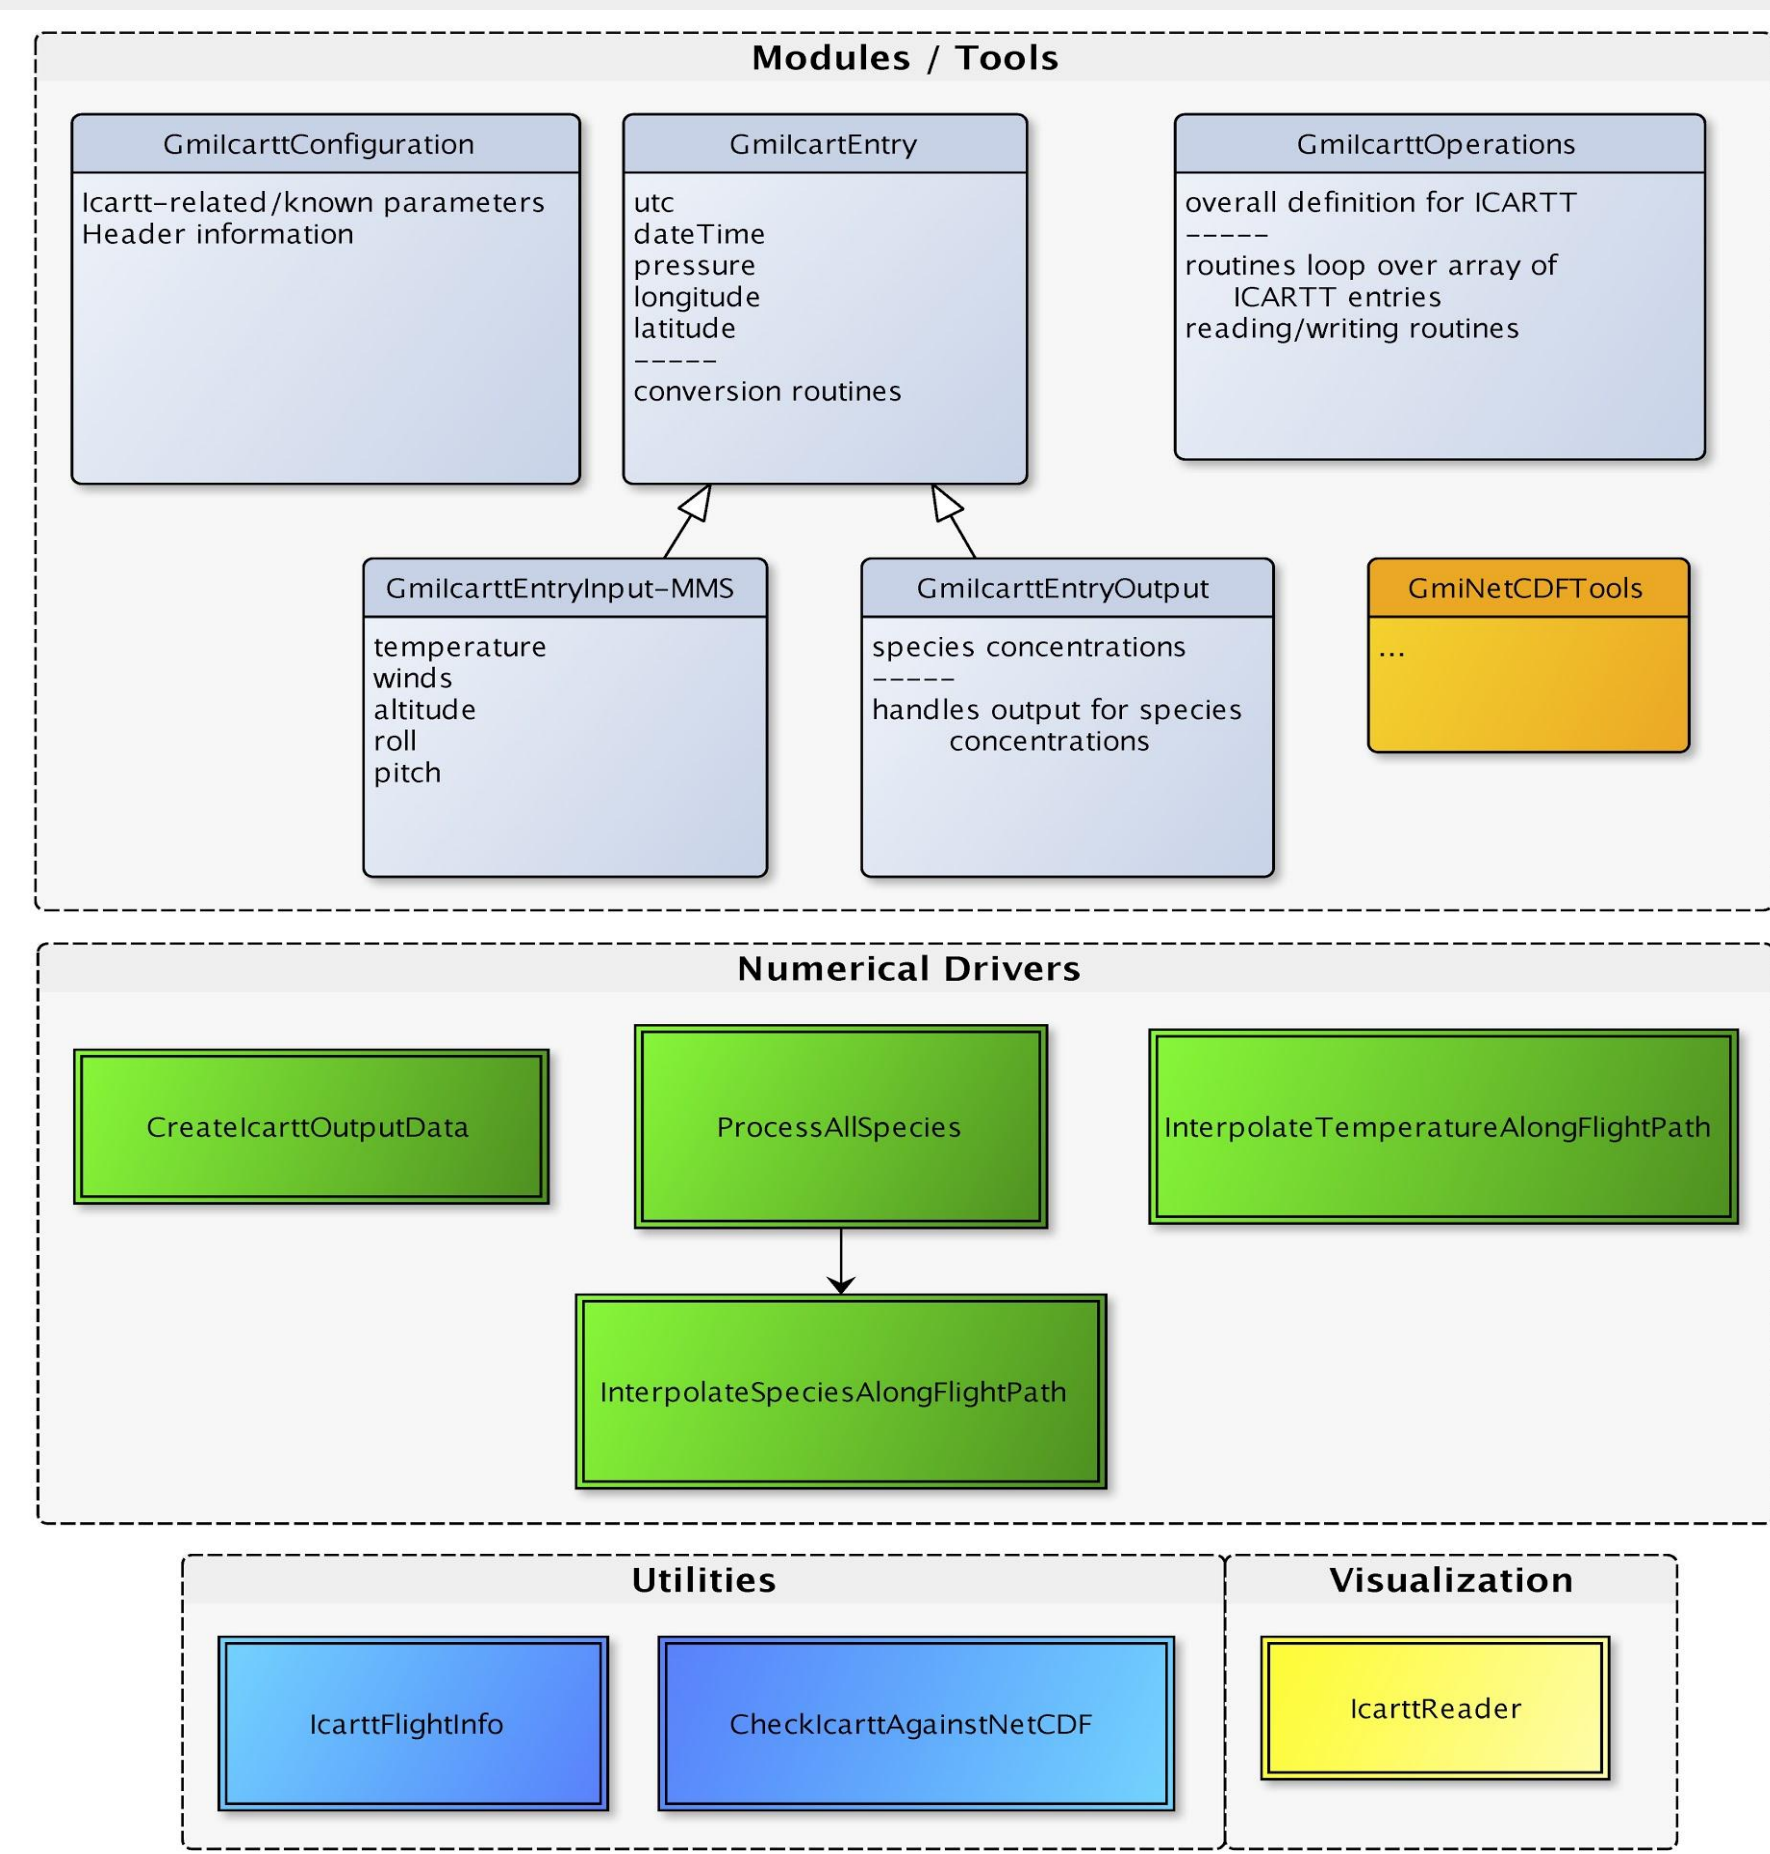 Modules / Tools
GmiIcarttConfiguration
Icartt-related/known parameters
Header information
GmiIcartEntry
utc
dateTime
pressure
longitude
latitude
-----
conversion routines
GmiIcarttOperations
overall definition for ICARTT
-----
routines loop over array of
ICARTT entries
reading/writing routines
GmiIcarttEntryInput-MMS
temperature
winds
altitude
roll
pitch
GmiIcarttEntryOutput
species concentrations
-----
handles output for species
concentrations
GmiNetCDFTools
...
Numerical Drivers
CreateIcarttOutputData
ProcessAllSpecies
InterpolateTemperatureAlongFlightPath
InterpolateSpeciesAlongFlightPath
Utilities
IcarttFlightInfo
CheckIcarttAgainstNetCDF
Visualization
IcarttReader